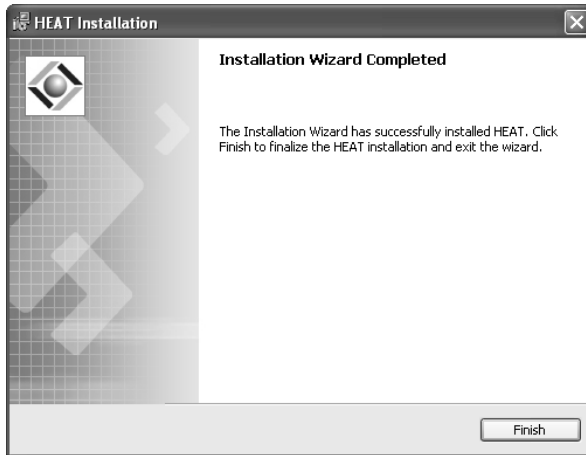 HEAT Installation
Installation Wizard Completed
The Installation Wizard has successfully installed HEAT. Click
Finish to finalize the HEAT installation and exit the wizard.
Finish